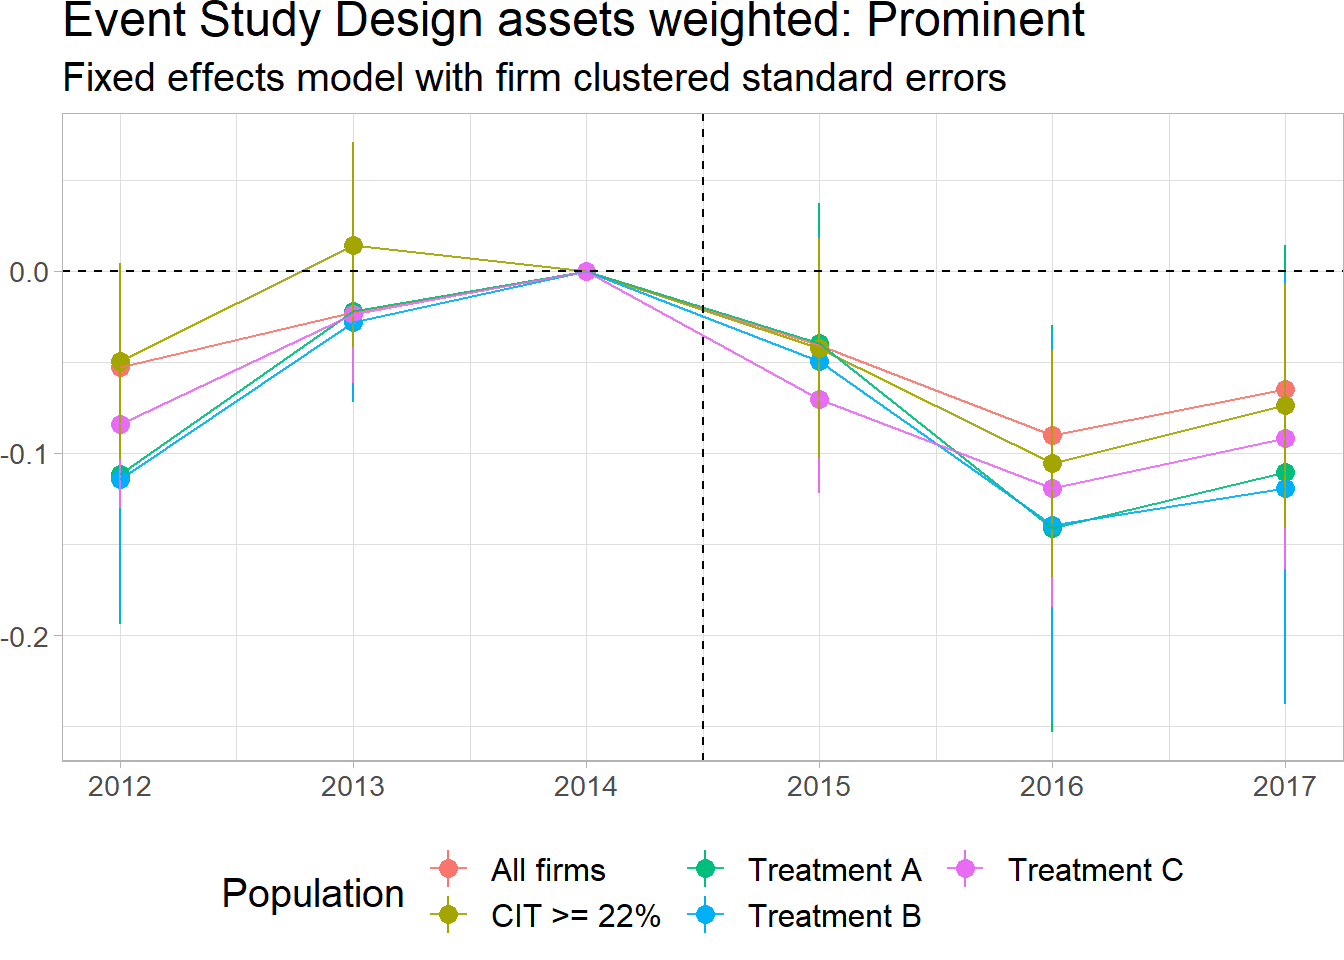 Event Study Design assets weighted: Prominent
Fixed effects model with firm clustered standard errors
0.0
-0.1
-0.2
2012 2013 2014 2015 2016 2017
Population
All firms Treatment A Treatment C
CIT >= 22% Treatment B